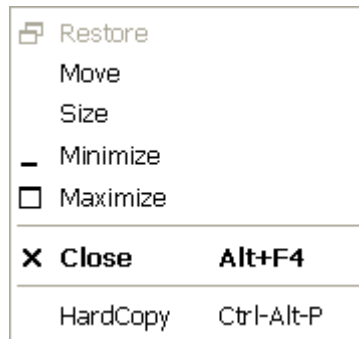 Restore
Move
Size
Minimize
Maximize
Close Alt+F4
HardCopy Ctrl-Alt-P